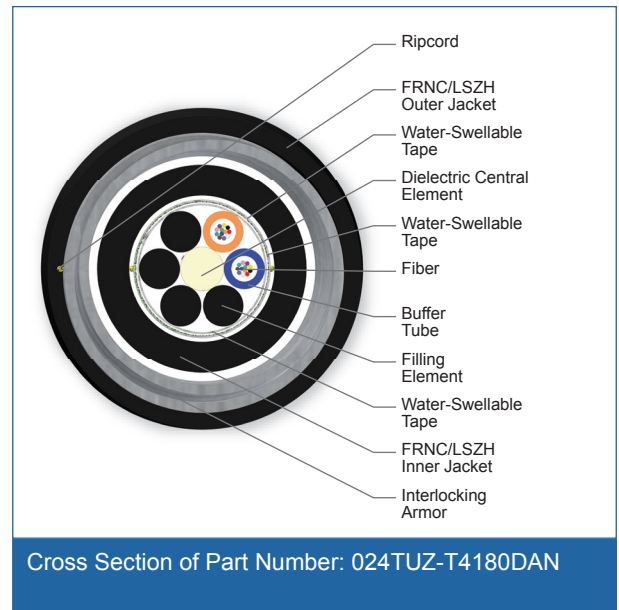 Ripcord
FRNC/LSZH
Outer Jacket
Water-Swellable
Tape
Dielectric Central
Element
Water-Swellable
Tape
Fiber
Buffer
Tube
Filling
Element
Water-Swellable
Tape
FRNC/LSZH
Inner Jacket
Interlocking
Armor
Cross Section of Part Number: 024TUZ-T4180DAN